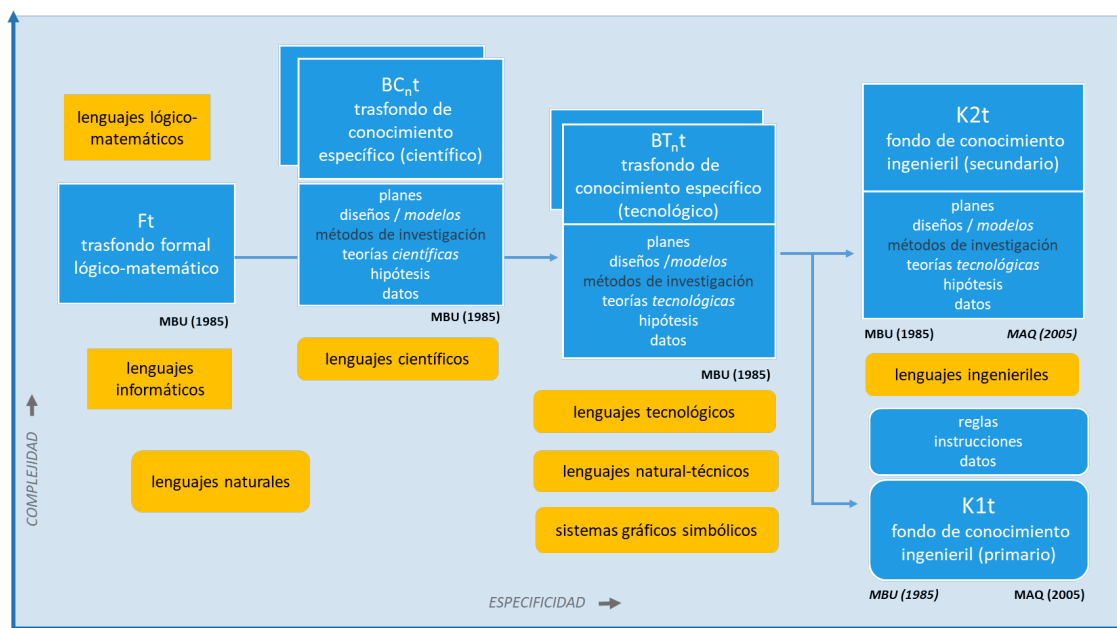 lenguajes lógico-
matemáticos
Ft
trasfondo formal
lógico-matemático
MBU (1985)
lenguajes
informáticos
lenguajes naturales
BCnt
trasfondo de
conocimiento
específico (científico)
planes
diseños / modelos
métodos de investigación
teorías científicas
hipótesis
datos
MBU (1985)
lenguajes científicos
BTnt
trasfondo de
conocimiento específico
(tecnológico)
planes
diseños /modelos
métodos de investigación
teorías tecnológicas
hipótesis
datos
MBU (1985)
lenguajes tecnológicos
lenguajes natural-técnicos
sistemas gráficos simbólicos
K2t
fondo de conocimiento
ingenieril (secundario)
planes
diseños / modelos
métodos de investigación
teorías tecnológicas
hipótesis
datos
MBU (1985) MAQ (2005)
lenguajes ingenieriles
reglas
instrucciones
datos
K1t
fondo de conocimiento
ingenieril (primario)
MBU (1985) MAQ (2005)
COMPLEJIDAD
ESPECIFICIDAD